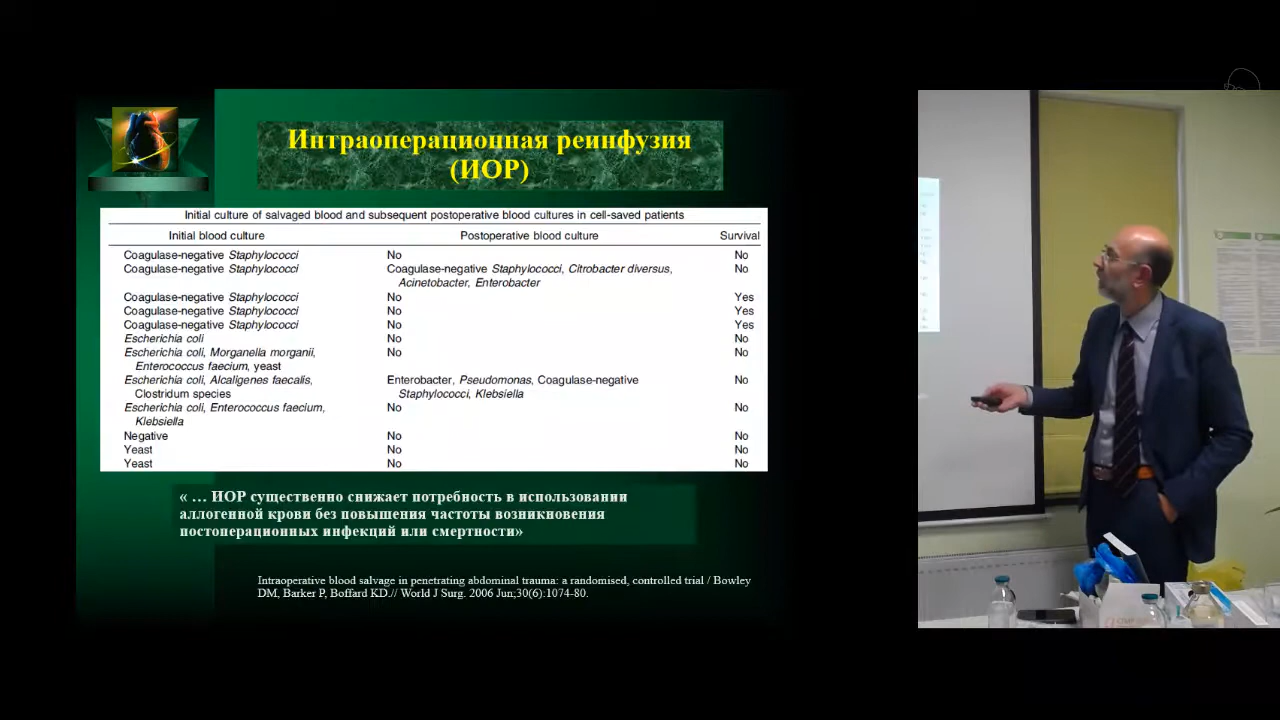 Интраоперационная реинфузия
(ИОР)
Initial culture of salvaged blood and subsequent postoperative blood cultures in cell-saved patients
Initial blood culture Postoperative blood culture Survival
Coagulase-negative Staphylococci No No
Coagulase-negative Staphylococci Coagulase-negative Staphylococci, Citrobacter diversus, No
Acinetobacter, Enterobacter
Coagulase-negative Staphylococci No Yes
Coagulase-negative Staphylococci No Yes
Coagulase-negative Staphylococci No Yes
Escherichia coli No No
Escherichia coli, Morganella morganii, No No
Enterococcus faecium, yeast
Escherichia coli, Alcaligenes faecalis, Enterobacter, Pseudomonas, Coagulase-negative No
Clostridum species Staphylococci, Klebsiella
Escherichia coli, Enterococcus faecium, No No
Klebsiella
Negative No No
Yeast No No
Yeast No No
« … ИОР существенно снижает потребность в использовании
аллогенной крови без повышения частоты возникновения
постоперационных инфекций или смертности»
Intraoperative blood salvage in penetrating abdominal trauma: a randomised, controlled trial / Bowley
DM, Barker P, Boffard KD.// World J Surg. 2006 Jun;30(6):1074-80.